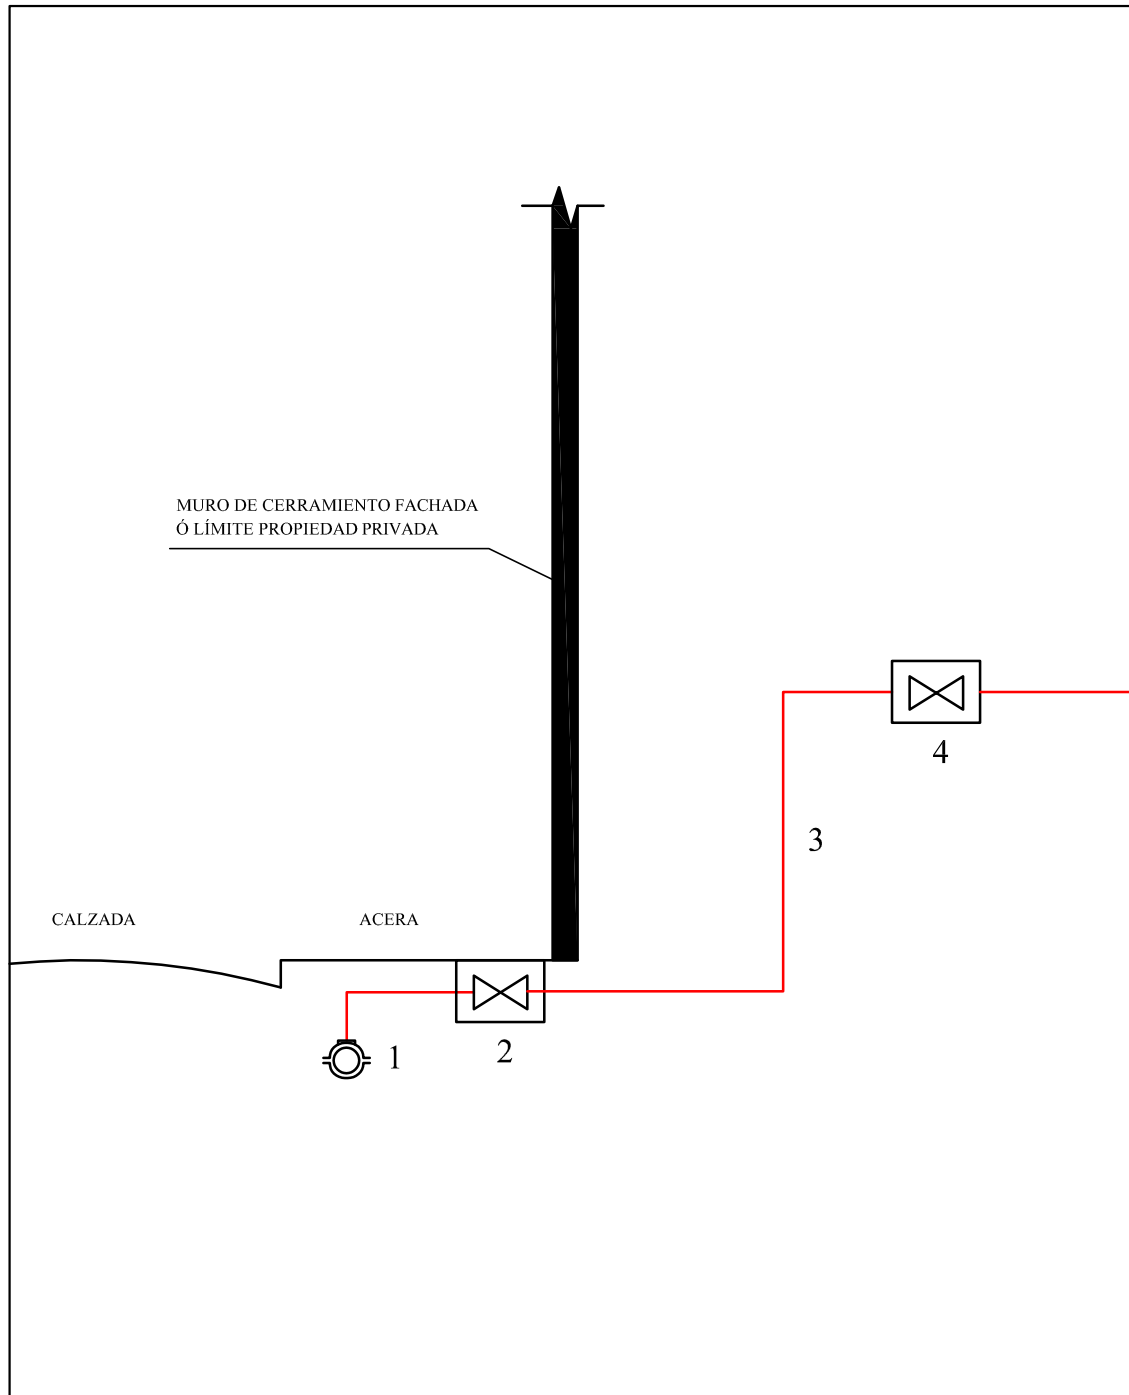 MURO DE CERRAMIENTO FACHADA
Ó LÍMITE PROPIEDAD PRIVADA
4
3
CALZADA
ACERA
1
2